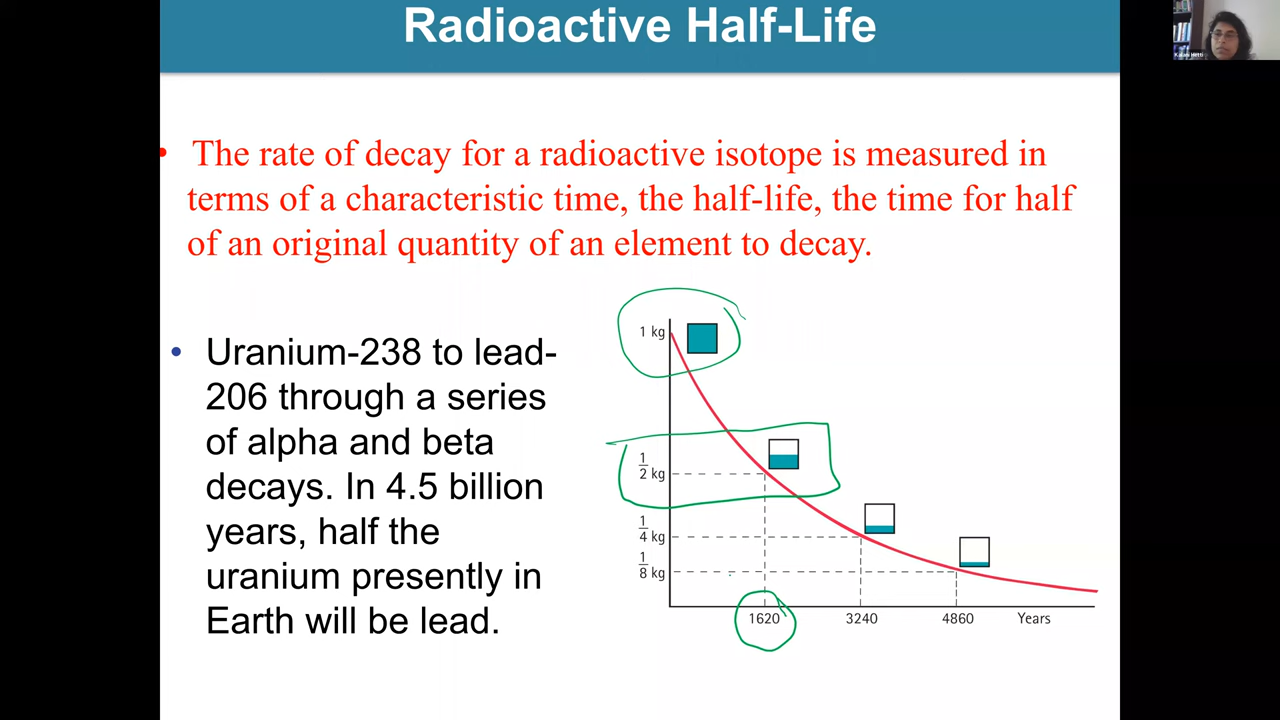 Radioactive Half-Life
• The rate of decay for a radioactive isotope is measured in
terms of a characteristic time, the half-life, the time for half
of an original quantity of an element to decay.
• Uranium-238 to lead-
206 through a series
of alpha and beta
decays. In 4.5 billion
years, half the
uranium presently in
Earth will be lead.
1 kg
1/2 kg
1/4 kg
1/8 kg
1620 3240 4860 Years